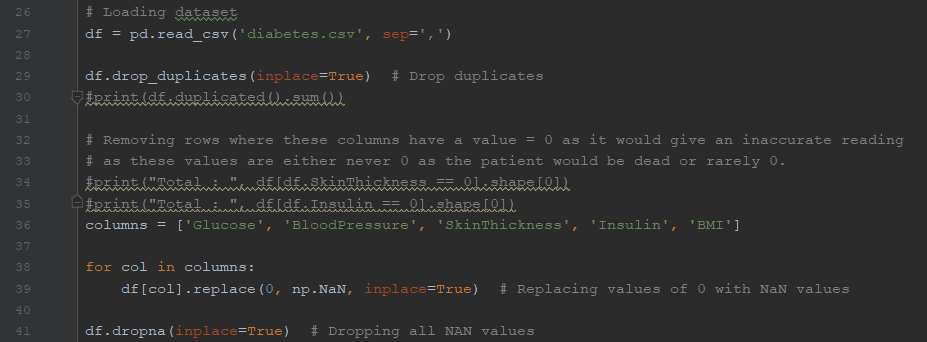 26 # Loading dataset
27 df = pd.read_csv('diabetes.csv', sep=',')
28
29 df.drop_duplicates(inplace=True)  # Drop duplicates
30 #print(df.duplicated().sum())
31
32 # Removing rows where these columns have a value = 0 as it would give an inaccurate reading
33 # as these values are either never 0 as the patient would be dead or rarely 0.
34 #print("Total : ", df[df.SkinThickness == 0].shape[0])
35 #print("Total : ", df[df.Insulin == 0].shape[0])
36 columns = ['Glucose', 'BloodPressure', 'SkinThickness', 'Insulin', 'BMI']
37
38 for col in columns:
39     df[col].replace(0, np.NaN, inplace=True)  # Replacing values of 0 with NaN values
40
41 df.dropna(inplace=True)  # Dropping all NAN values